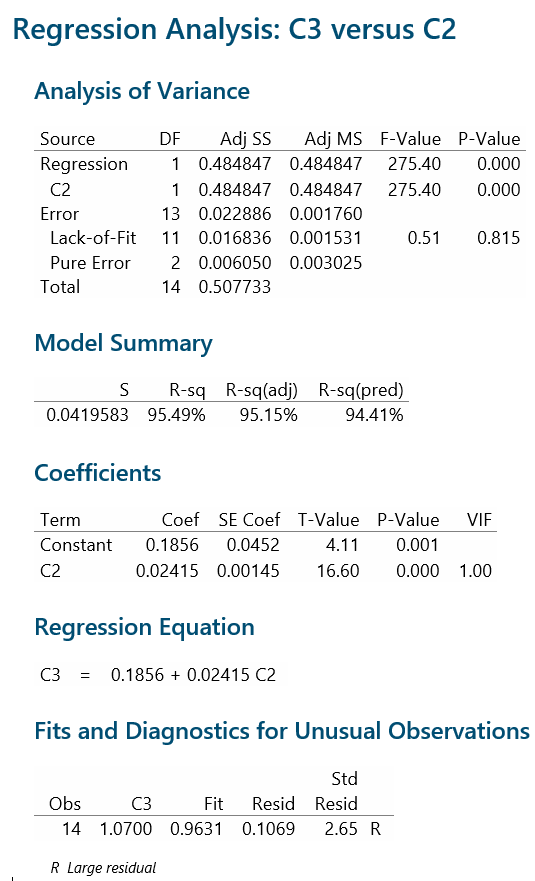 Regression Analysis: C3 versus C2
Analysis of Variance
Source DF Adj SS Adj MS F-Value P-Value
Regression 1 0.484847 0.484847 275.40 0.000
C2 1 0.484847 0.484847 275.40 0.000
Error 13 0.022886 0.001760
Lack-of-Fit 11 0.016836 0.001531 0.51 0.815
Pure Error 2 0.006050 0.003025
Total 14 0.507733
Model Summary
S R-sq R-sq(adj) R-sq(pred)
0.0419583 95.49% 95.15% 94.41%
Coefficients
Term Coef SE Coef T-Value P-Value VIF
Constant 0.1856 0.0452 4.11 0.001
C2 0.02415 0.00145 16.60 0.000 1.00
Regression Equation
C3 = 0.1856 + 0.02415 C2
Fits and Diagnostics for Unusual Observations
Std
Obs C3 Fit Resid Resid
14 1.0700 0.9631 0.1069 2.65 R
R Large residual